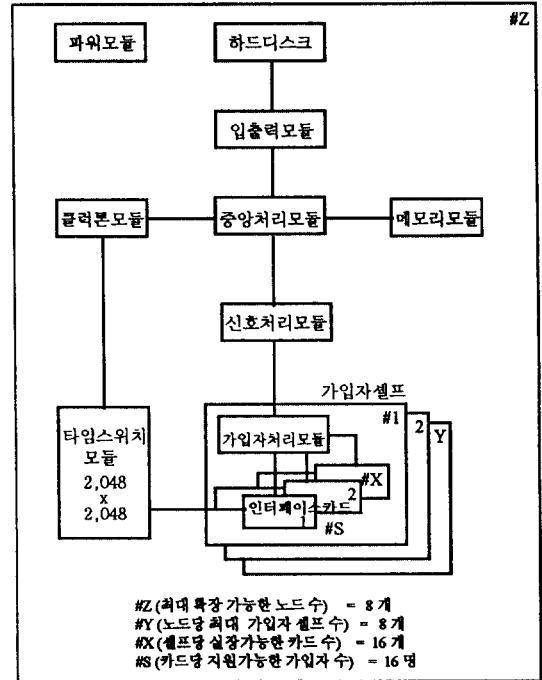 #Z
파워모듈
하드디스크
입출력모듈
클럭톤모듈
중앙처리모듈
메모리모듈
신호처리모듈
가입자셀프
#1
2
Y
타임스위치
모듈
2,048
x
2,048
가입자처리모듈
#X
2
인터페이스카드
1
#S
#Z (최대 확장 가능한 노드 수) = 8 개
#Y (노드당 최대 가입자 셀프 수) = 8 개
#X (셀프당 실장가능한 카드 수) = 16 개
#S (카드당 지원가능한 가입자 수) = 16 명